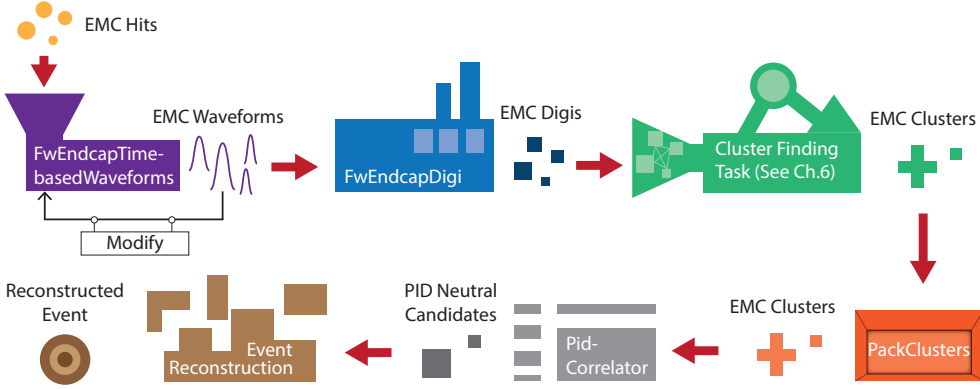 EMC Hits
FwEndcapTime-
basedWaveforms
EMC Waveforms
Modify
FwEndcapDigi
EMC Digis
Cluster Finding
Task (See Ch.6)
EMC Clusters
PackClusters
EMC Clusters
Pid-
Correlator
PID Neutral
Candidates
Event
Reconstruction
Reconstructed
Event